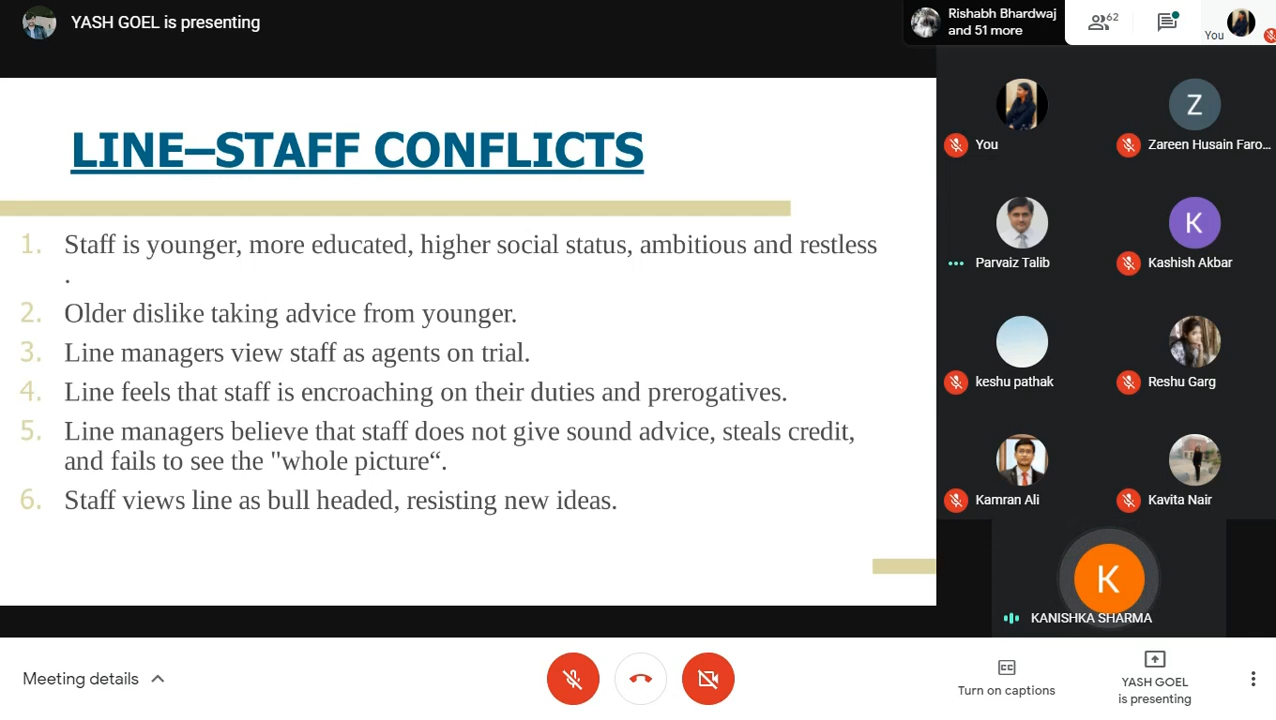 YASH GOEL is presenting
Rishabh Bhardwaj
and 51 more
62
You
LINE–STAFF CONFLICTS
1. Staff is younger, more educated, higher social status, ambitious and restless
.
2. Older dislike taking advice from younger.
3. Line managers view staff as agents on trial.
4. Line feels that staff is encroaching on their duties and prerogatives.
5. Line managers believe that staff does not give sound advice, steals credit,
and fails to see the "whole picture“.
6. Staff views line as bull headed, resisting new ideas.
You
Z
Zareen Husain Faro...
Parvaiz Talib
K
Kashish Akbar
keshu pathak
Reshu Garg
Kamran Ali
Kavita Nair
K
KANISHKA SHARMA
Meeting details
CC
Turn on captions
YASH GOEL
is presenting